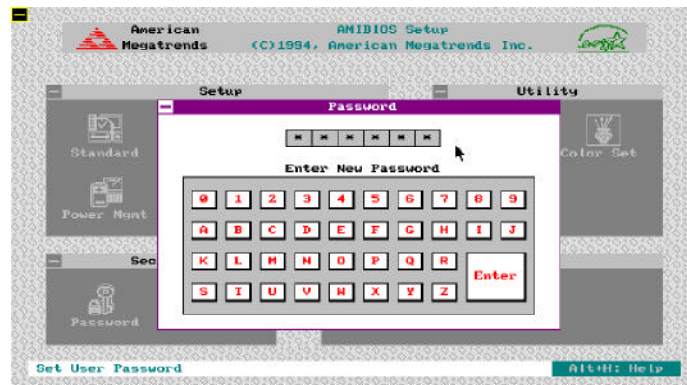 American AMIBIOS Setup
Megatrends (C)1994, American Megatrends Inc.
Setup Utility
Password
* * * * * *
Standard Color Set
Enter New Password
0 1 2 3 4 5 6 7 8 9
Power Mgmt
A B C D E F G H I J
K L M N O P Q R
Sec
Enter
S T U V W X Y Z
Password
Set User Password Alt+H: Help